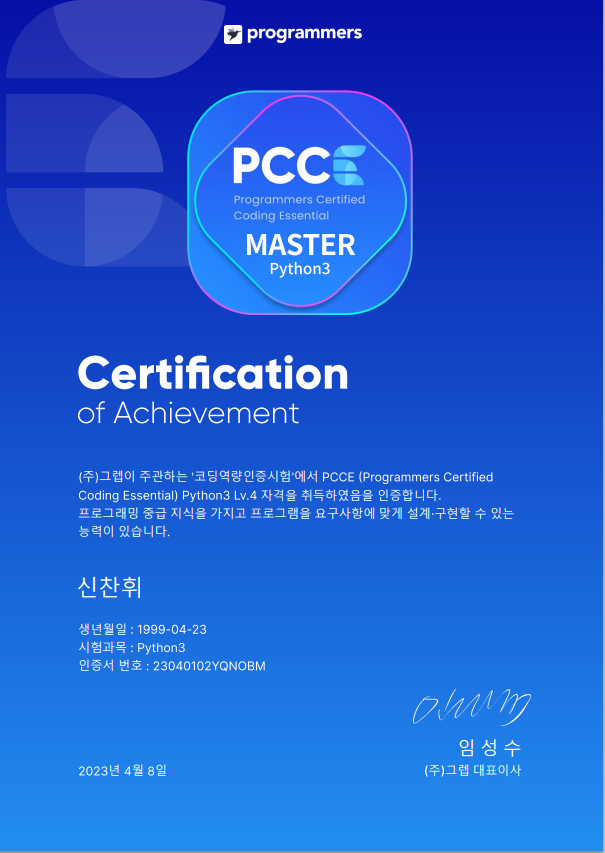 programmers
PCCE
Programmers Certified
Coding Essential
MASTER
Python3
Certification
of Achievement
(주)그렙이 주관하는 '코딩역량인증시험'에서 PCCE (Programmers Certified
Coding Essential) Python3 Lv.4 자격을 취득하였음을 인증합니다.
프로그래밍 중급 지식을 가지고 프로그램을 요구사항에 맞게 설계·구현할 수 있는
능력이 있습니다.
신찬휘
생년월일 : 1999-04-23
시험과목 : Python3
인증서 번호 : 23040102YQNOBM
임 성 수
2023년 4월 8일
(주)그렙 대표이사